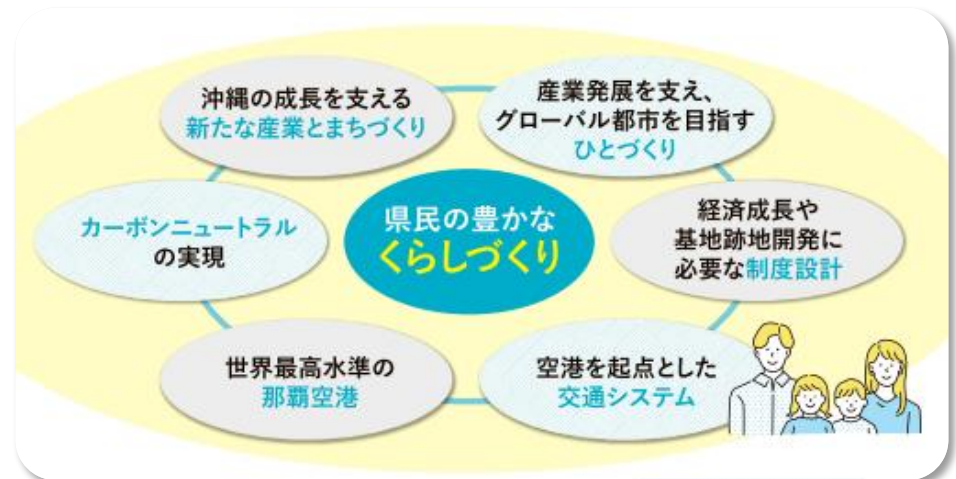 沖縄の成長を支える
新たな産業とまちづくり
産業発展を支え、
グローバル都市を目指す
ひとづくり
カーボンニュートラル
の実現
県民の豊かな
くらしづくり
経済成長や
基地跡地開発に
必要な制度設計
世界最高水準の
那覇空港
空港を起点とした
交通システム